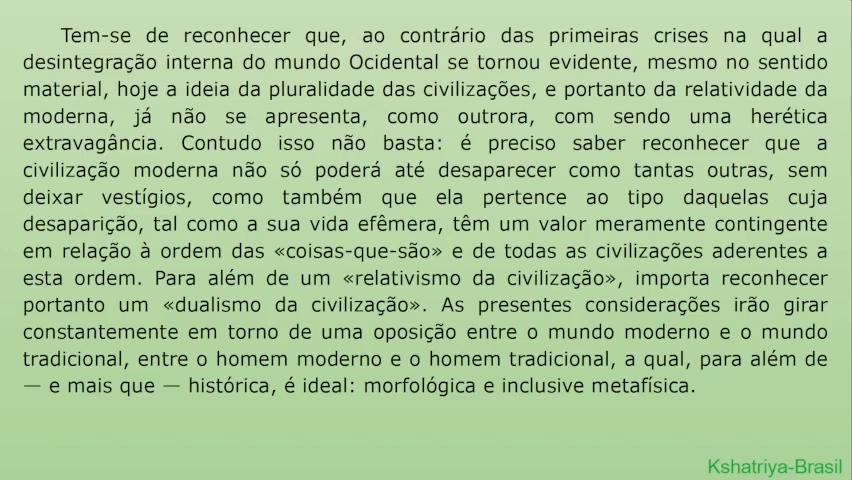 Tem-se de reconhecer que, ao contrário das primeiras crises na qual a
desintegração interna do mundo Ocidental se tornou evidente, mesmo no sentido
material, hoje a ideia da pluralidade das civilizações, e portanto da relatividade da
moderna, já não se apresenta, como outrora, com sendo uma herética
extravagância. Contudo isso não basta: é preciso saber reconhecer que a
civilização moderna não só poderá até desaparecer como tantas outras, sem
deixar vestígios, como também que ela pertence ao tipo daquelas cuja
desaparição, tal como a sua vida efêmera, têm um valor meramente contingente
em relação à ordem das «coisas-que-são» e de todas as civilizações aderentes a
esta ordem. Para além de um «relativismo da civilização», importa reconhecer
portanto um «dualismo da civilização». As presentes considerações irão girar
constantemente em torno de uma oposição entre o mundo moderno e o mundo
tradicional, entre o homem moderno e o homem tradicional, a qual, para além de
— e mais que — histórica, é ideal: morfológica e inclusive metafísica.
Kshatriya-Brasil